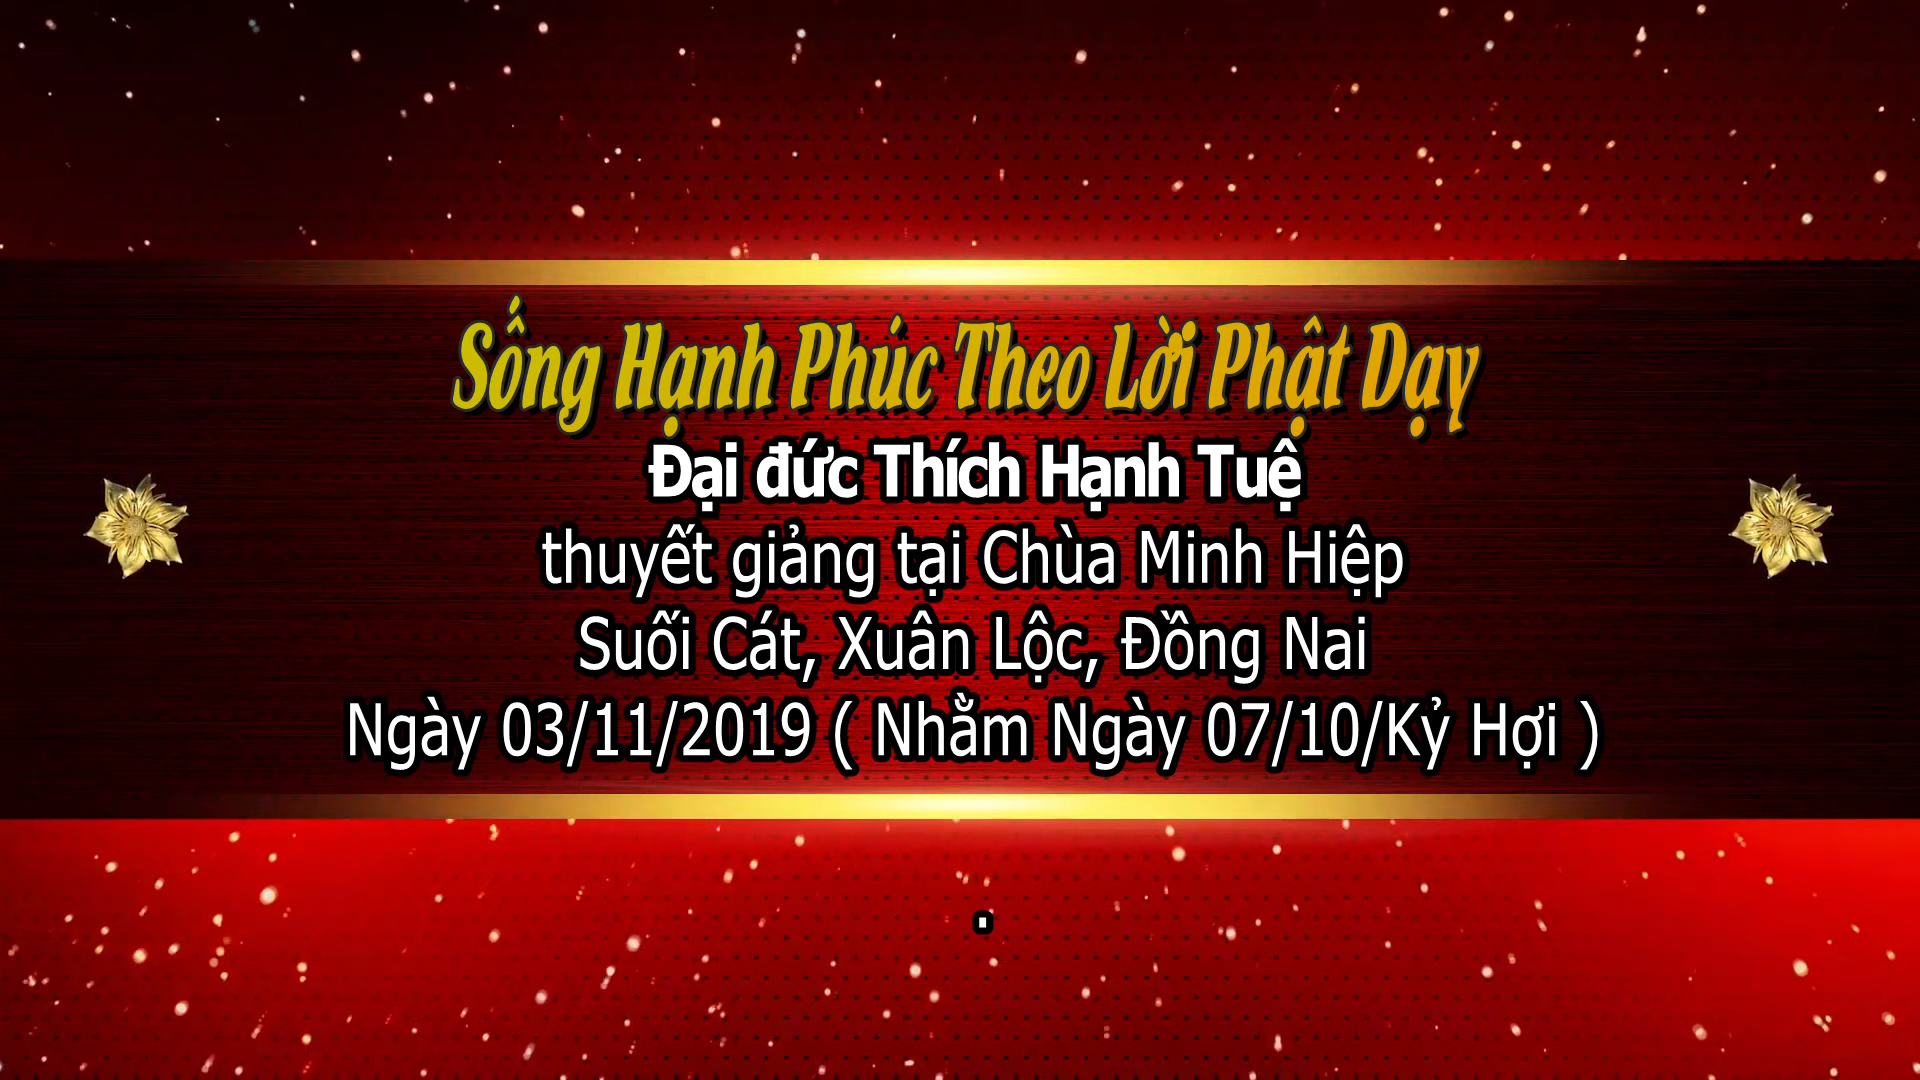 Sống Hạnh Phúc Theo Lời Phật Dạy
Đại đức Thích Hạnh Tuệ
thuyết giảng tại Chùa Minh Hiệp
Suối Cát, Xuân Lộc, Đồng Nai
Ngày 03/11/2019 ( Nhằm Ngày 07/10/Kỷ Hợi )
.